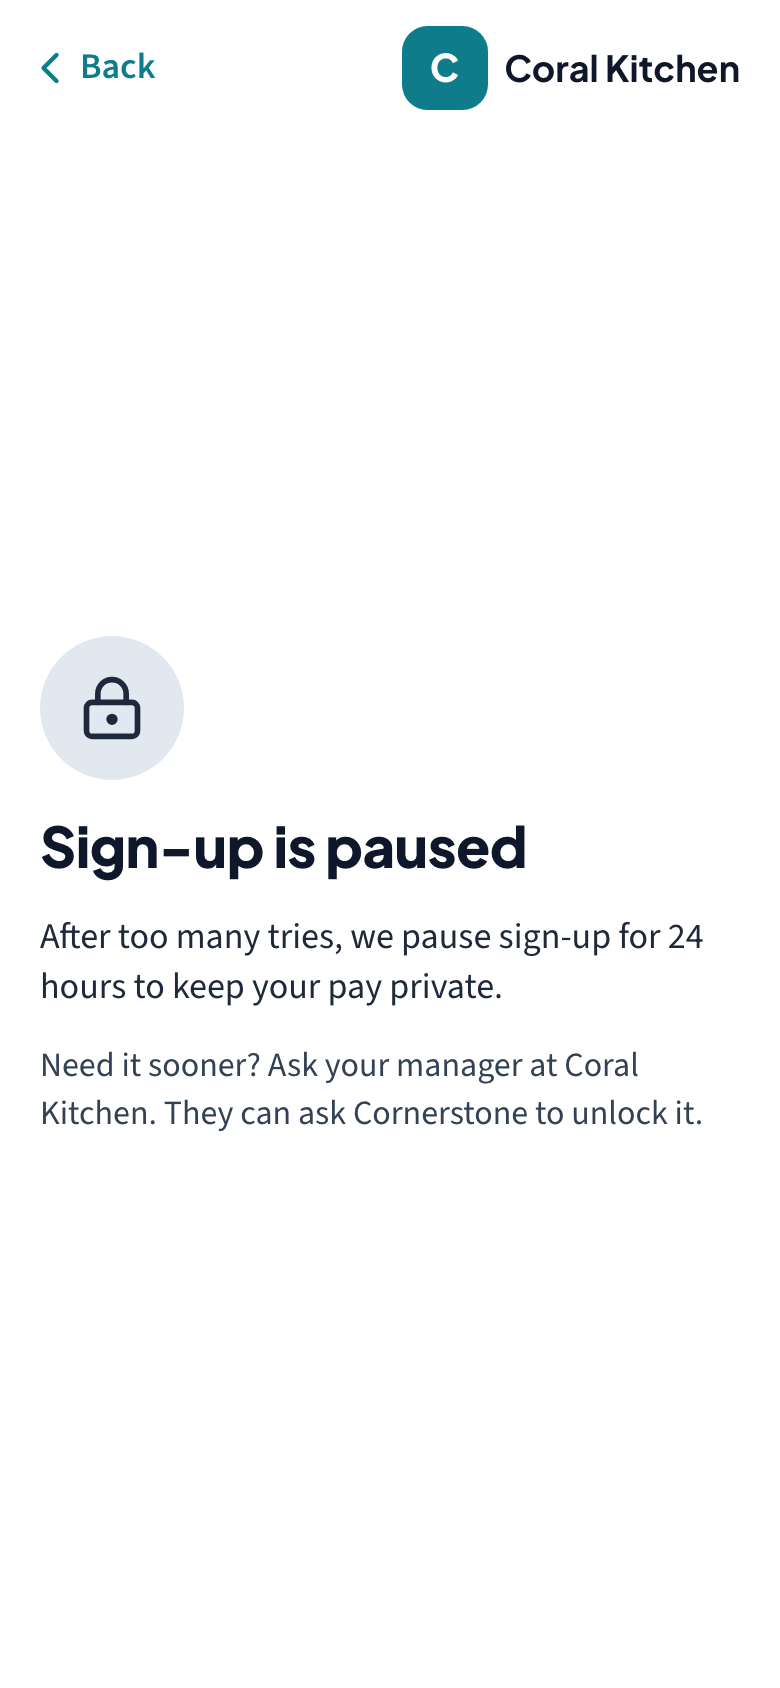 Back
C
Coral Kitchen
Sign-up is paused
After too many tries, we pause sign-up for 24
hours to keep your pay private.
Need it sooner? Ask your manager at Coral
Kitchen. They can ask Cornerstone to unlock it.